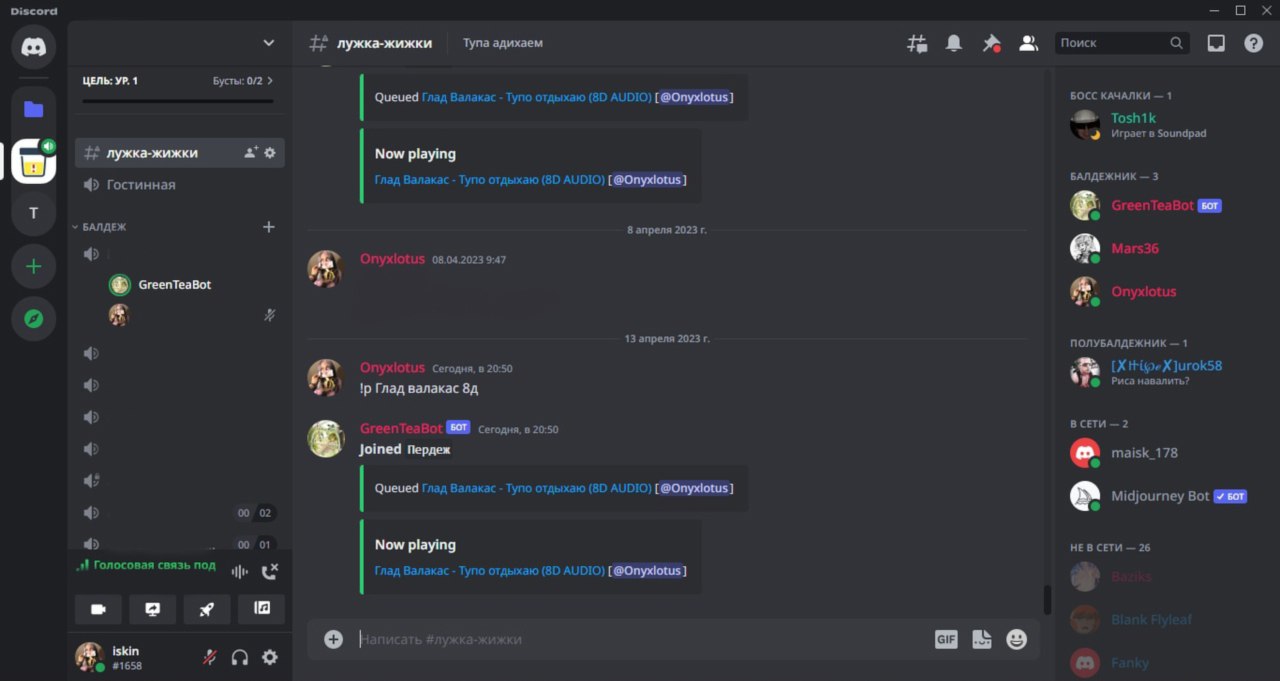 Discord
ЦЕЛЬ: УР. 1
Бусты: 0/2
лужка-жижки
Гостинная
Т
БАЛДЕЖ
GreenTeaBot
00 02
00 01
Голосовая связь под
iskin
#1658
лужка-жижки
Тупа адихаем
Поиск
Queued Глад Валакас - Тупо отдыхаю (8D AUDIO) [@Onyxlotus]
Now playing
Глад Валакас - Тупо отдыхаю (8D AUDIO) [@Onyxlotus]
8 апреля 2023 г.
Onyxlotus 08.04.2023 9:47
13 апреля 2023 г.
Onyxlotus Сегодня, в 20:50
!p Глад валакас 8д
GreenTeaBot БОТ Сегодня, в 20:50
Joined Пердеж
Queued Глад Валакас - Тупо отдыхаю (8D AUDIO) [@Onyxlotus]
Now playing
Глад Валакас - Тупо отдыхаю (8D AUDIO) [@Onyxlotus]
Написать #лужка-жижки
GIF
БОСС КАЧАЛКИ — 1
Tosh1k
Играет в Soundpad
БАЛДЕЖНИК — 3
GreenTeaBot БОТ
Mars36
Onyxlotus
ПОЛУБАЛДЕЖНИК — 1
]urok58
Риса навалить?
В СЕТИ — 2
maisk_178
Midjourney Bot БОТ
НЕ В СЕТИ — 26
Baziks
Blank Flyleaf
Fanky